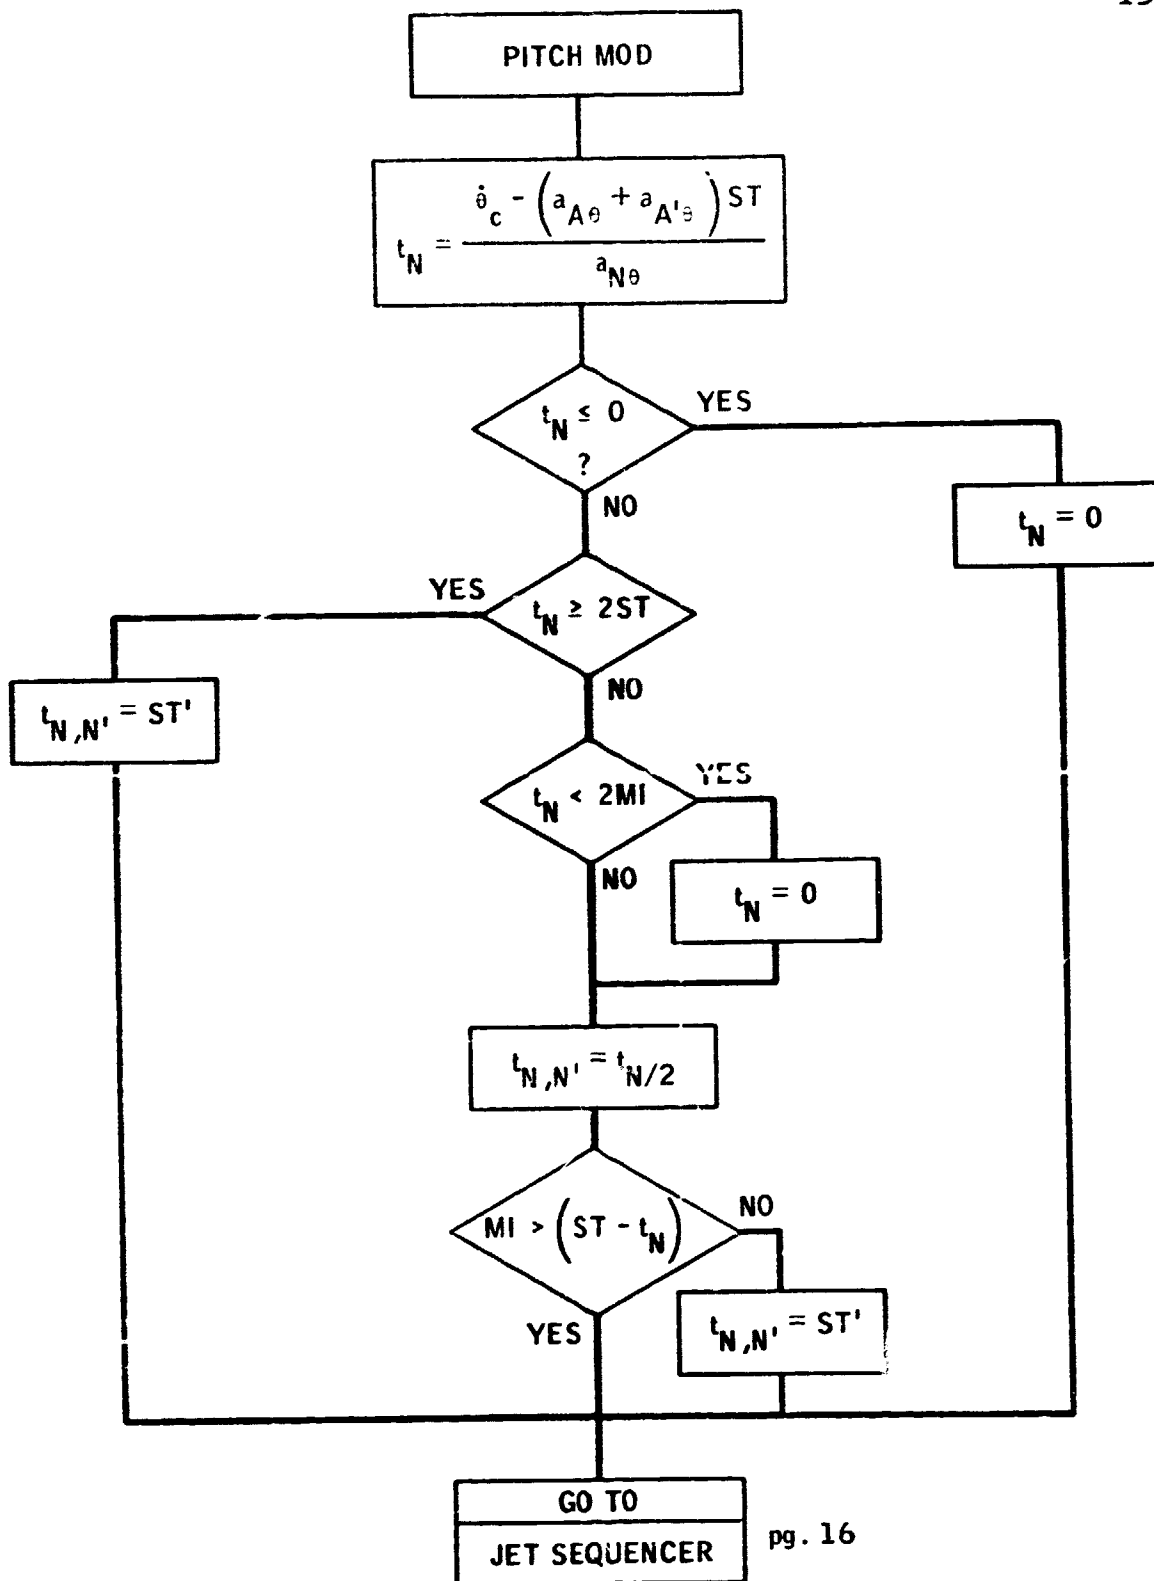 PITCH MOD
t_N = (θ̇_c - (a_Aθ + a_A'θ) ST) / a_Nθ
t_N ≤ 0
?
YES
NO
t_N = 0
YES
t_N ≥ 2ST
NO
t_N,N' = ST'
t_N < 2MI
YES
NO
t_N = 0
t_N,N' = t_N/2
MI > (ST - t_N)
NO
YES
t_N,N' = ST'
GO TO
JET SEQUENCER
pg. 16